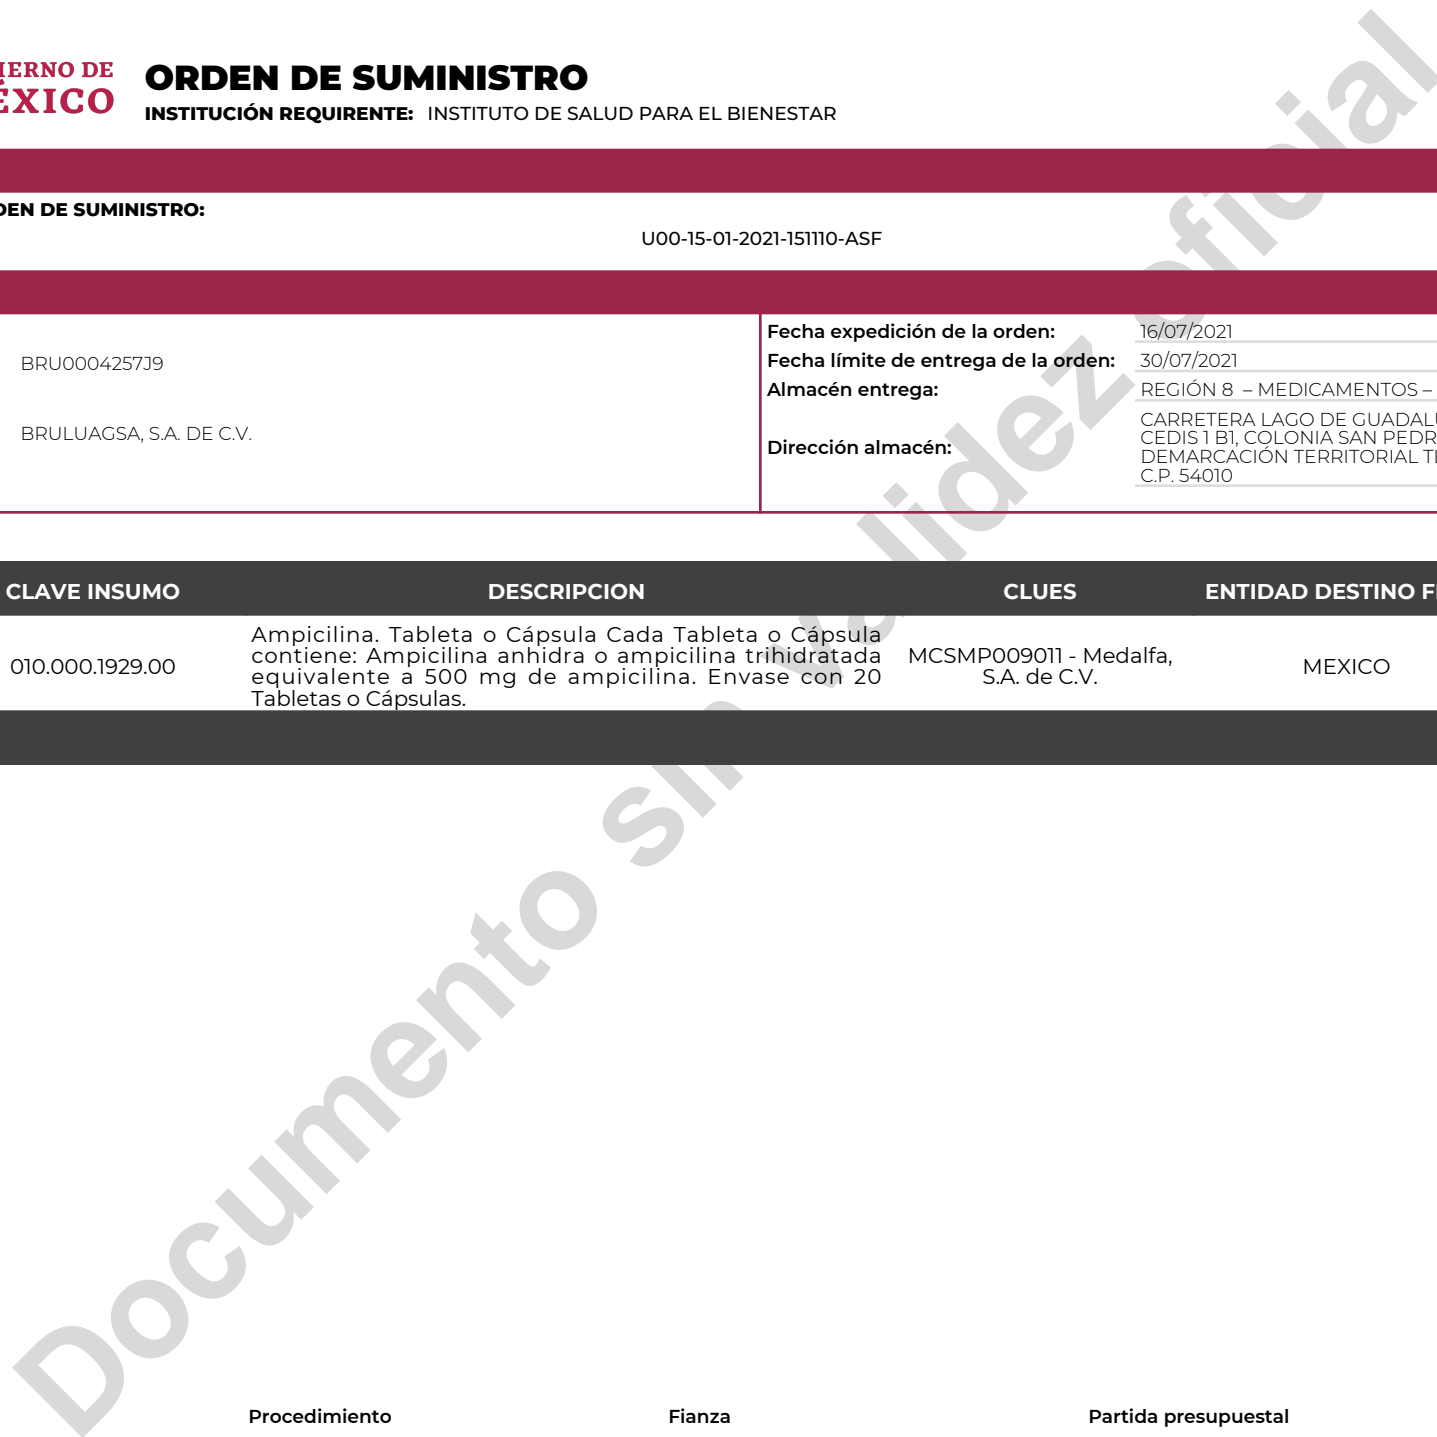 ORDEN DE SUMINISTRO
INSTITUCIÓN REQUIRENTE: INSTITUTO DE SALUD PARA EL BIENESTAR
DE
XICO
DE SUMINISTRO:
U00-15-01-2021-151110-ASF
BRU0004257J9
BRULUAGSA, S.A. DE C.V.
Fecha expedición de la orden: 16/07/2021
Fecha límite de entrega de la orden: 30/07/2021
Almacén entrega: REGIÓN 8 – MEDICAMENTOS –
Dirección almacén:
CARRETERA LAGO DE
CEDIS 1 B1, COLONIA SAN
DEMARCACIÓN TERRITORIAL
C.P. 54010
CLAVE INSUMO DESCRIPCION CLUES ENTIDAD DESTINO
010.000.1929.00
Ampicilina. Tableta o Cápsula Cada Tableta o Cápsula
contiene: Ampicilina anhidra o ampicilina trihidratada
equivalente a 500 mg de ampicilina. Envase con 20
Tabletas o Cápsulas.
MCSMP009011 - Medalfa,
S.A. de C.V.
MEXICO
Documento sin validez oficial
Procedimiento Fianza Partida presupuestal